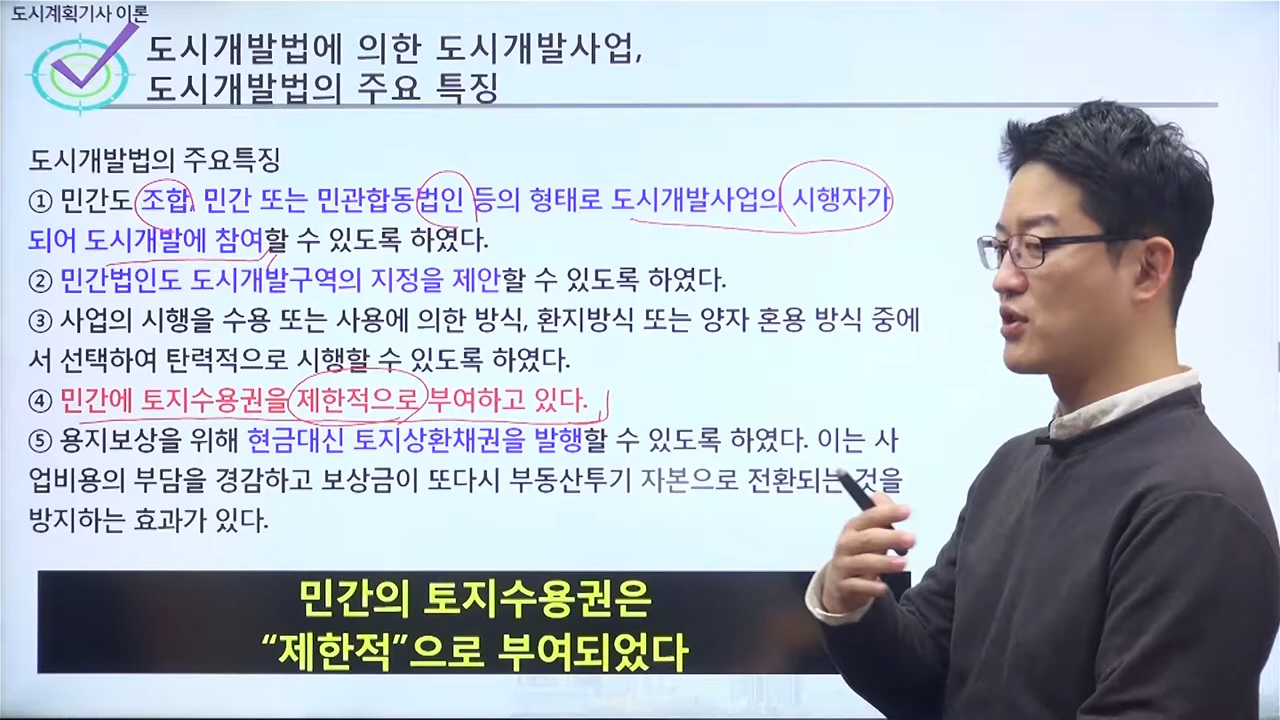 도시계획기사 이론
도시개발법에 의한 도시개발사업,
도시개발법의 주요 특징
도시개발법의 주요특징
① 민간도 조합, 민간 또는 민관합동법인 등의 형태로 도시개발사업의 시행자가
되어 도시개발에 참여할 수 있도록 하였다.
② 민간법인도 도시개발구역의 지정을 제안할 수 있도록 하였다.
③ 사업의 시행을 수용 또는 사용에 의한 방식, 환지방식 또는 양자 혼용 방식 중에
서 선택하여 탄력적으로 시행할 수 있도록 하였다.
④ 민간에 토지수용권을 제한적으로 부여하고 있다.
⑤ 용지보상을 위해 현금대신 토지상환채권을 발행할 수 있도록 하였다. 이는 사
업비용의 부담을 경감하고 보상금이 또다시 부동산투기 자본으로 전환되는 것을
방지하는 효과가 있다.
민간의 토지수용권은
“제한적”으로 부여되었다